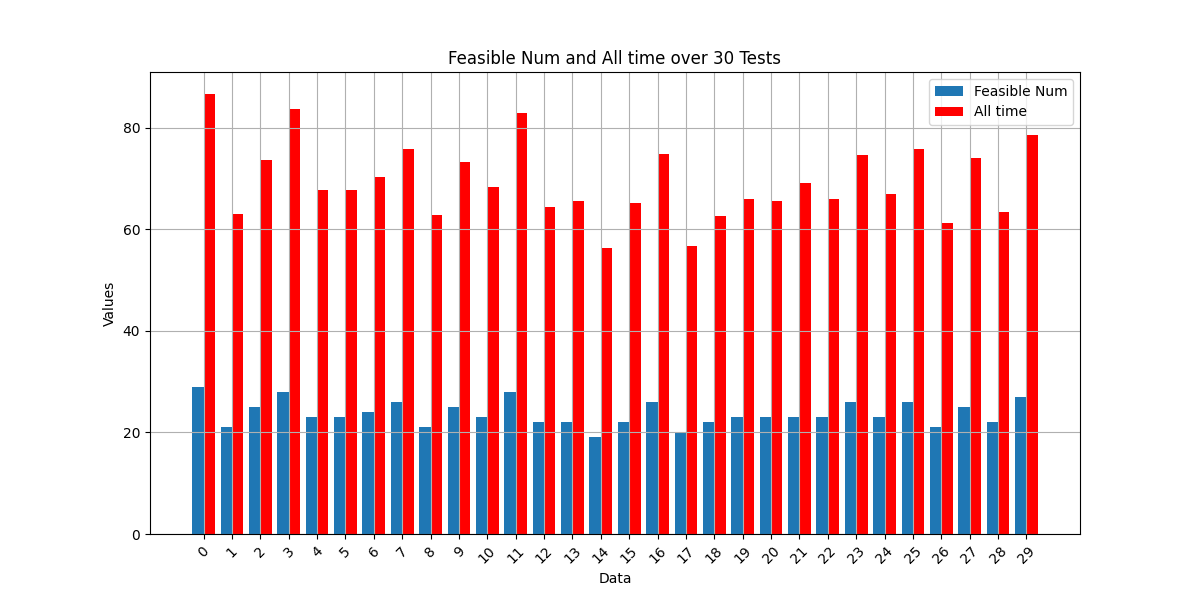 Feasible Num and All time over 30 Tests
Feasible Num
All time
80
60
40
20
0
Values
0 1 2 3 4 5 6 7 8 9 10 11 12 13 14 15 16 17 18 19 20 21 22 23 24 25 26 27 28 29
Data